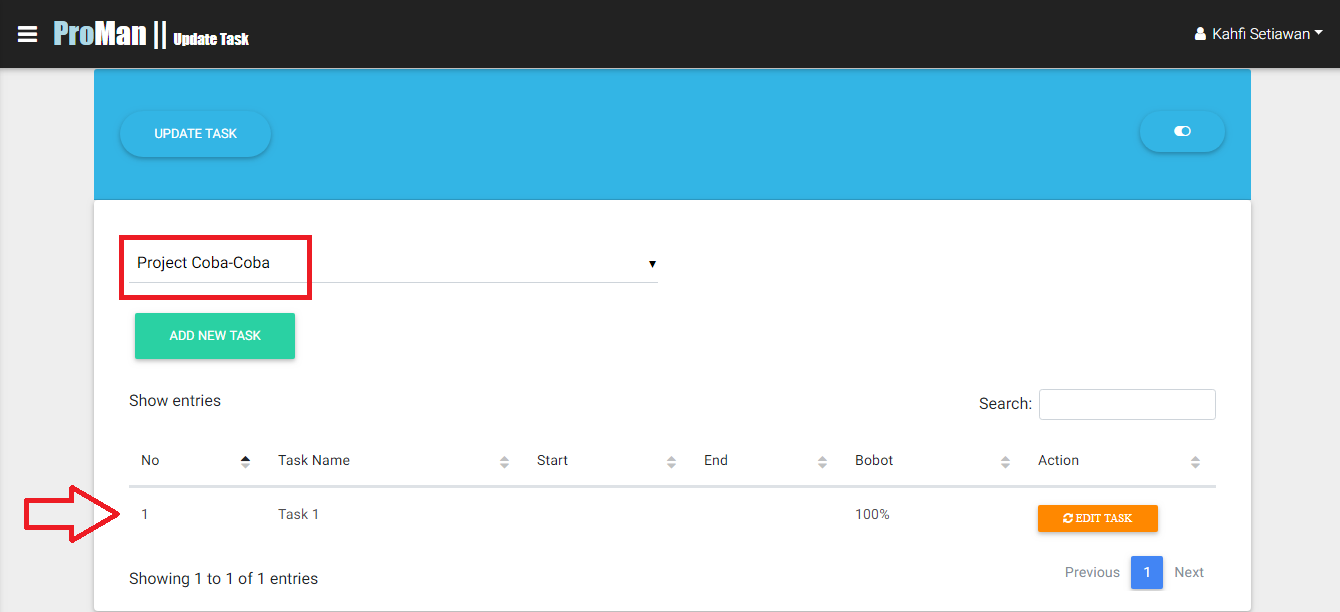 ProMan || Update Task
Kahfi Setiawan
UPDATE TASK
Project Coba-Coba
ADD NEW TASK
Show entries
Search:
No Task Name Start End Bobot Action
1 Task 1 100% EDIT TASK
Showing 1 to 1 of 1 entries
Previous 1 Next